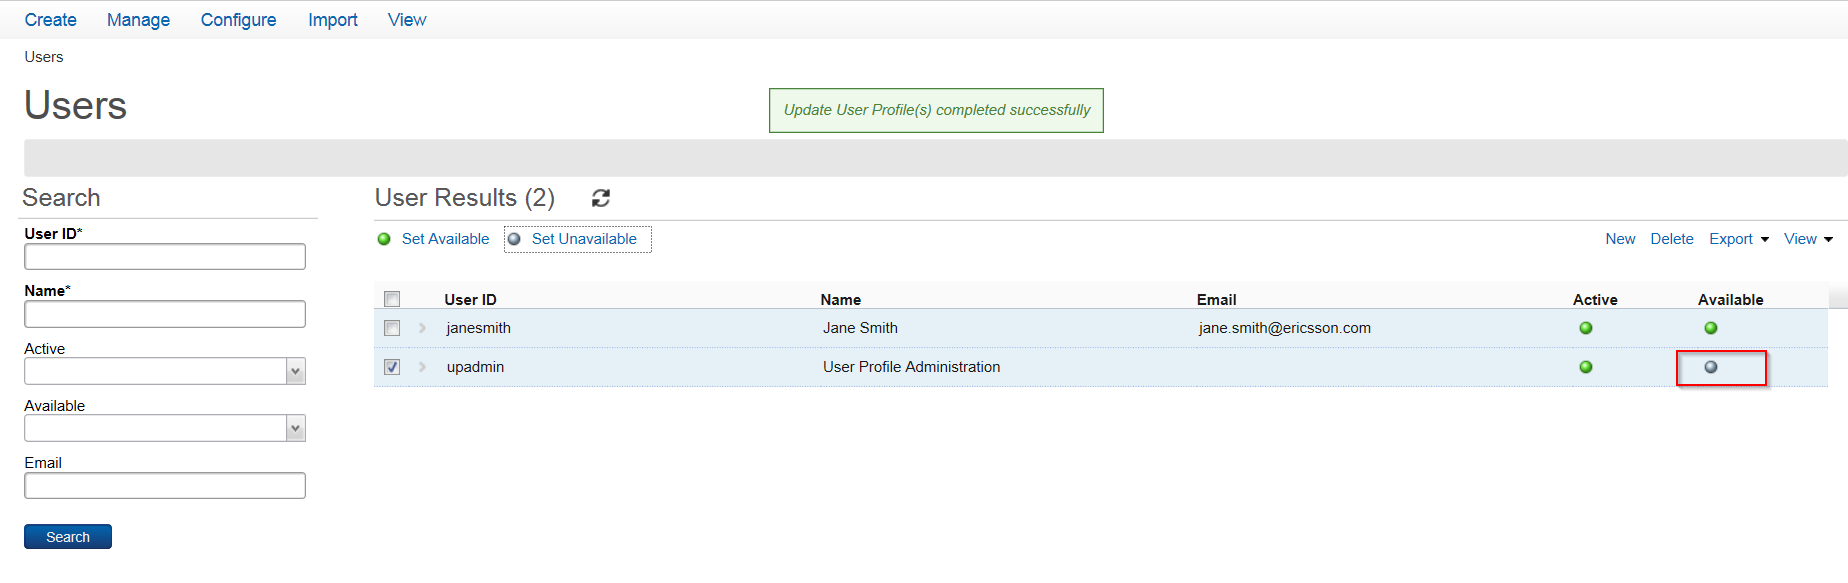 Create Manage Configure Import View
Users
Users
Update User Profile(s) completed successfully
Search
User ID*
Name*
Active
Available
Email
Search
User Results (2)
Set Available Set Unavailable New Delete Export View
User ID Name Email Active Available
janesmith Jane Smith jane.smith@ericsson.com
upadmin User Profile Administration